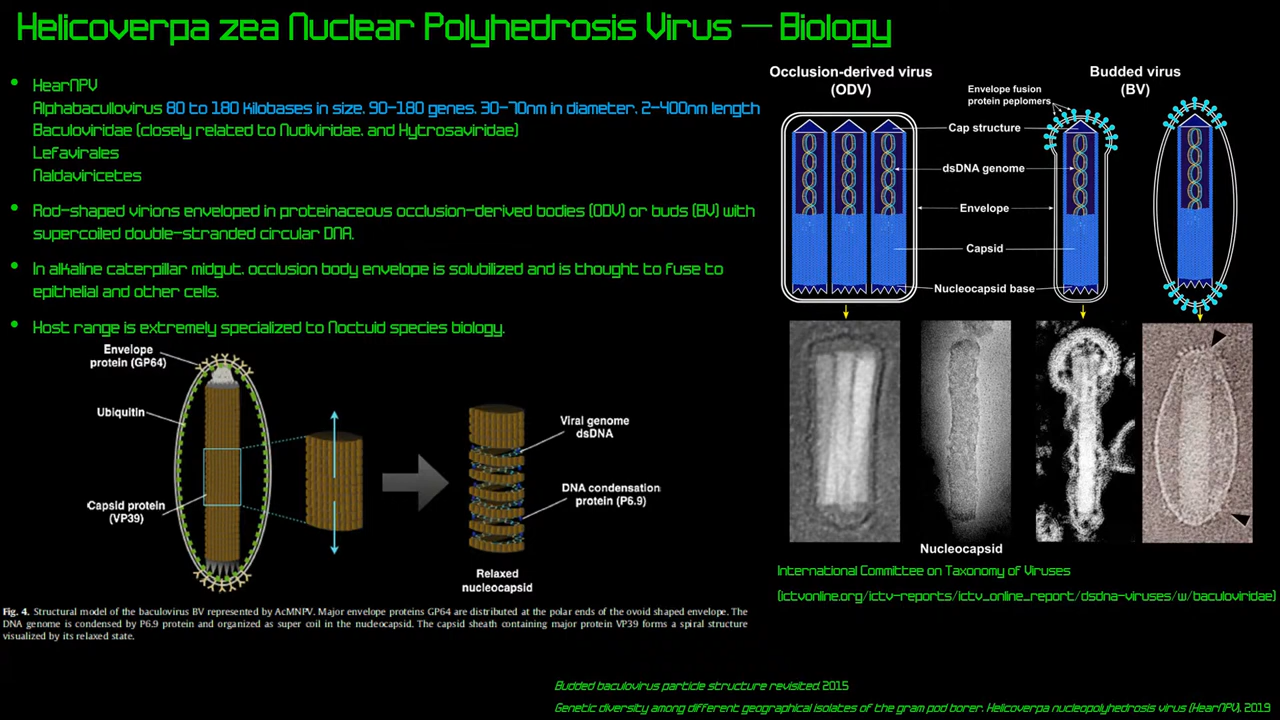 Helicoverpa zea Nuclear Polyhedrosis Virus — Biology
• HearNPV
Alphabacullovirus 80 to 180 kilobases in size. 90-180 genes. 30-70nm in diameter. 2-400nm length
Baculoviridae (closely related to Nudiviridae. and Hytrosaviridae)
Lefavirales
Naldaviricetes
• Rod-shaped virions enveloped in proteinaceous occlusion-derived bodies (ODV) or buds (BV) with
supercoiled double-stranded circular DNA.
• In alkaline caterpillar midgut. occlusion body envelope is solubilized and is thought to fuse to
epithelial and other cells.
• Host range is extremely specialized to Noctuid species biology.
Envelope
protein (GP64)
Ubiquitin
Capsid protein
(VP39)
Viral genome
dsDNA
DNA condensation
protein (P6.9)
Relaxed
nucleocapsid
Fig. 4. Structural model of the baculovirus BV represented by AcMNPV. Major envelope proteins GP64 are distributed at the polar ends of the ovoid shaped envelope. The
DNA genome is condensed by P6.9 protein and organized as super coil in the nucleocapsid. The capsid sheath containing major protein VP39 forms a spiral structure
visualized by its relaxed state.
Occlusion-derived virus
(ODV)
Budded virus
(BV)
Envelope fusion
protein peplomers
Cap structure
dsDNA genome
Envelope
Capsid
Nucleocapsid base
Nucleocapsid
International Committee on Taxonomy of Viruses
(ictvonline.org/ictv-reports/ictv_online_report/dsdna-viruses/w/baculoviridae)
Budded baculovirus particle structure revisited. 2015
Genetic diversity among different geographical isolates of the gram pod borer. Helicoverpa nucleopolyhedrosis virus (HearNPV), 2019